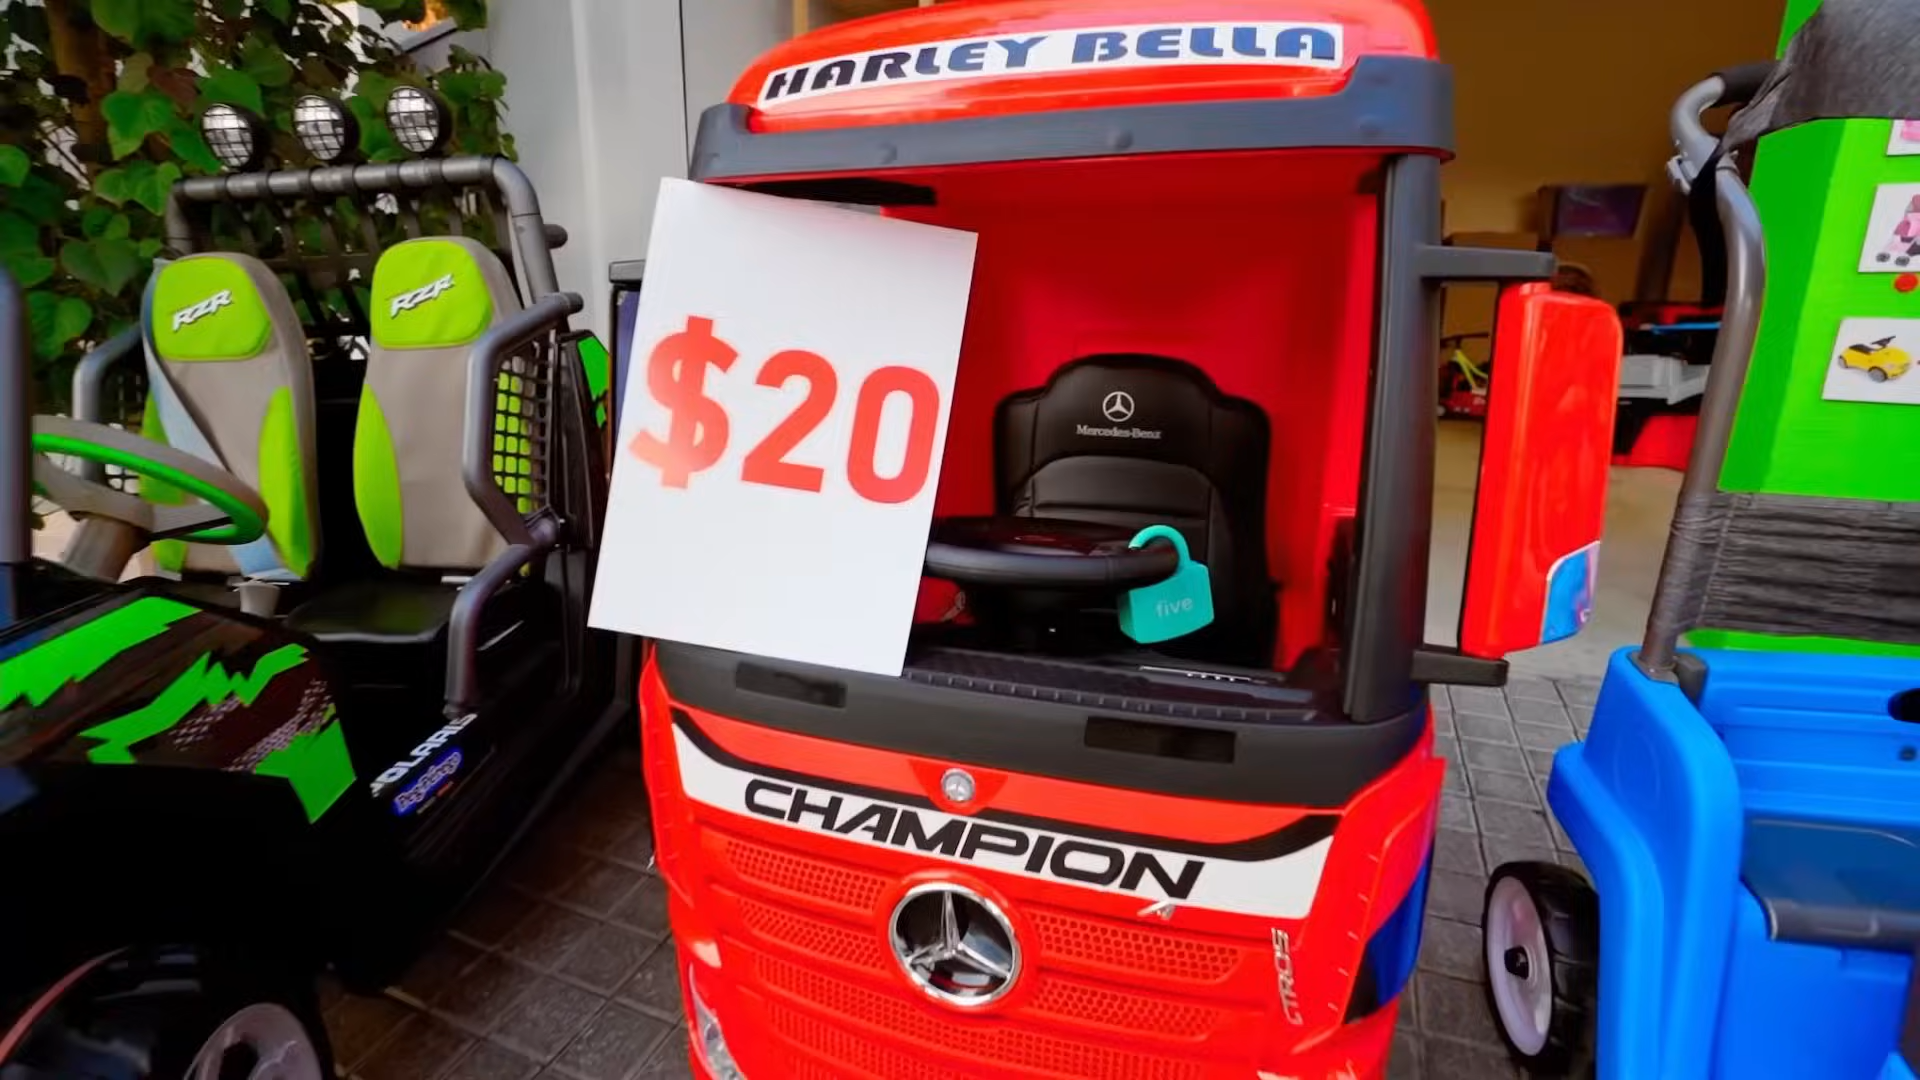 HARLEY BELLA
RZR
RZR
$20
Mercedes-Benz
five
POLARIS
CHAMPION